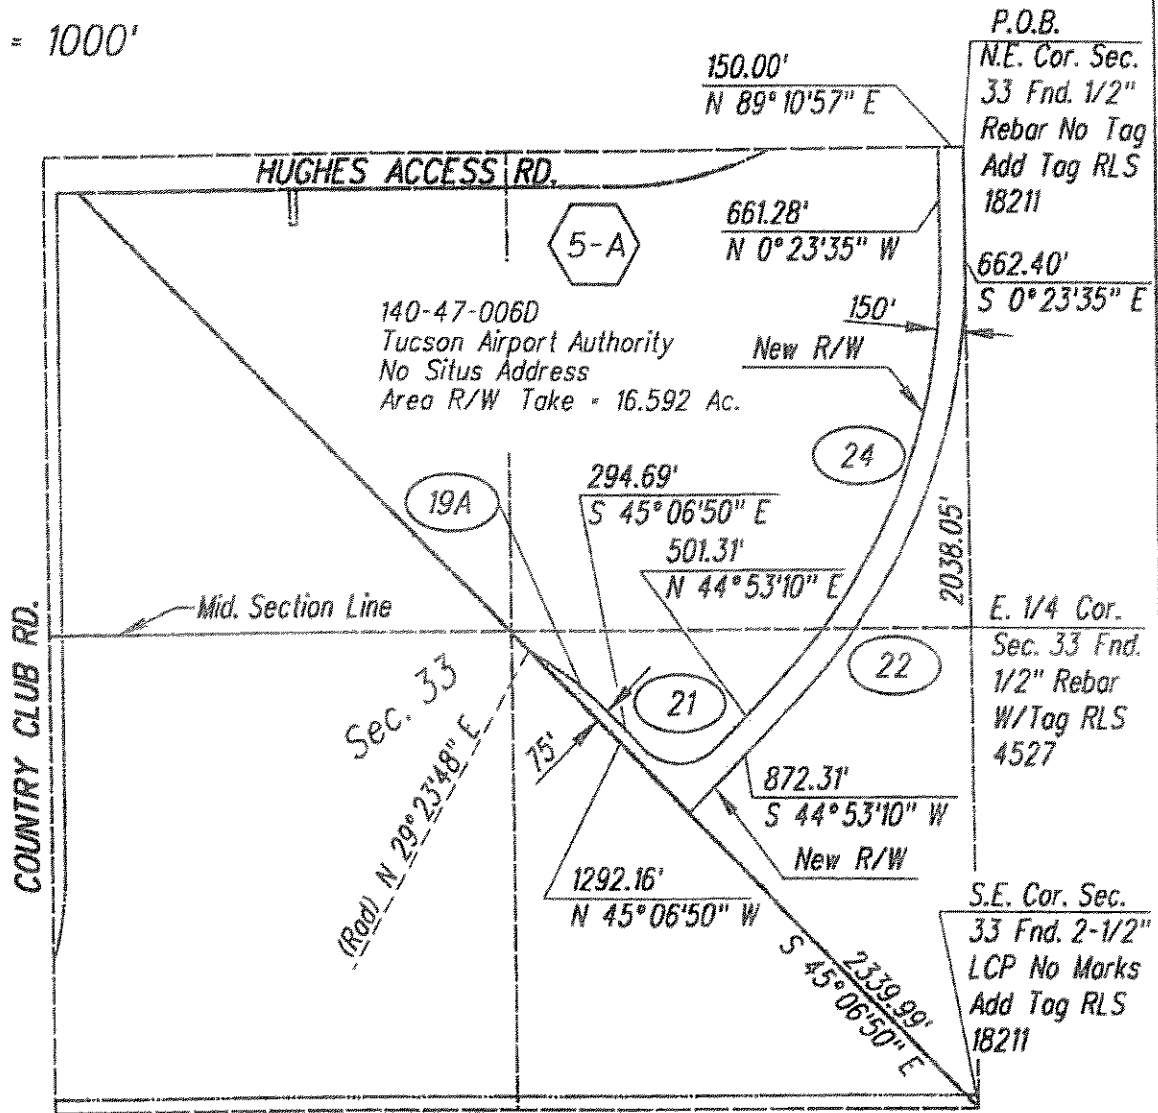 = 1000'
P.O.B.
N.E. Cor. Sec.
33 Fnd. 1/2"
Rebar No Tag
Add Tag RLS
18211
150.00'
N 89°10'57" E
HUGHES ACCESS RD.
5-A
661.28'
N 0°23'35" W
662.40'
S 0°23'35" E
140-47-006D
Tucson Airport Authority
No Situs Address
Area R/W Take = 16.592 Ac.
150'
New R/W
24
19A
294.69'
S 45°06'50" E
501.31'
N 44°53'10" E
2038.05'
Mid. Section Line
E. 1/4 Cor.
Sec. 33 Fnd.
1/2" Rebar
W/Tag RLS
4527
COUNTRY CLUB RD.
Sec. 33
22
21
75'
(Rad) N 29°23'48" E
872.31'
S 44°53'10" W
New R/W
1292.16'
N 45°06'50" W
2339.99'
S 45°06'50" E
S.E. Cor. Sec.
33 Fnd. 2-1/2"
LCP No Marks
Add Tag RLS
18211